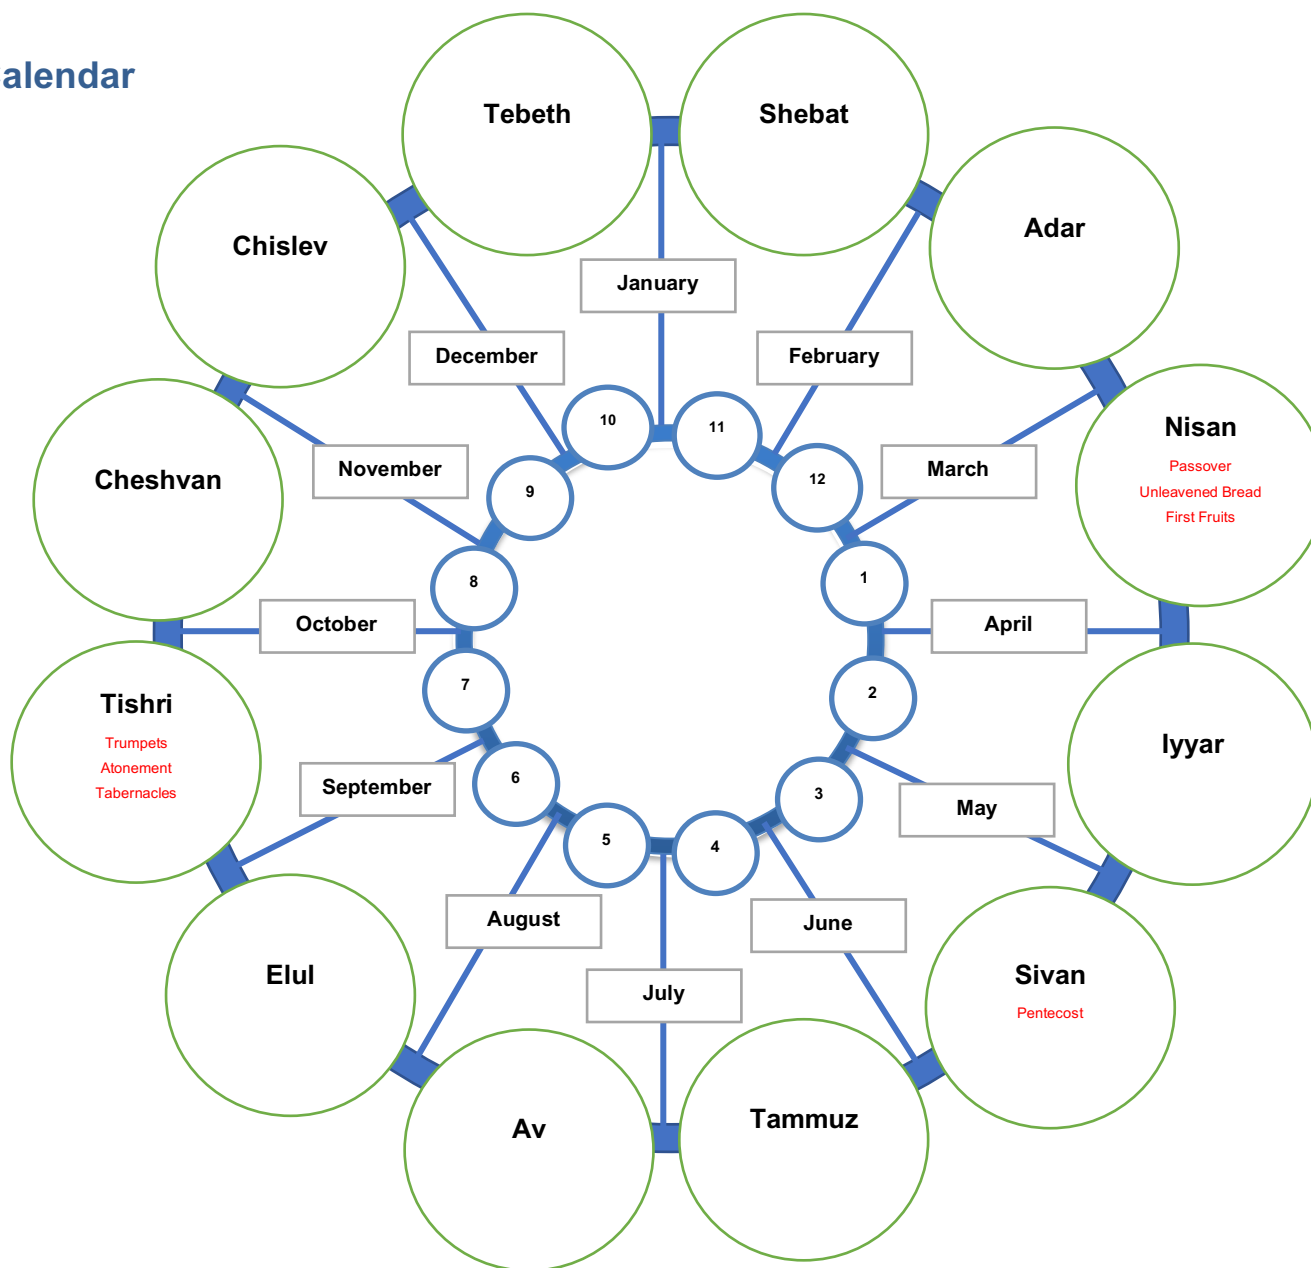 alendar
Tebeth
Shebat
Adar
Chislev
January
December
February
Nisan
Passover
Unleavened Bread
First Fruits
10
11
November
March
12
9
Cheshvan
8
1
October
April
7
2
Tishri
Trumpets
Atonement
Tabernacles
Iyyar
September
6
3
May
5
4
August
June
Elul
Sivan
Pentecost
July
Av
Tammuz